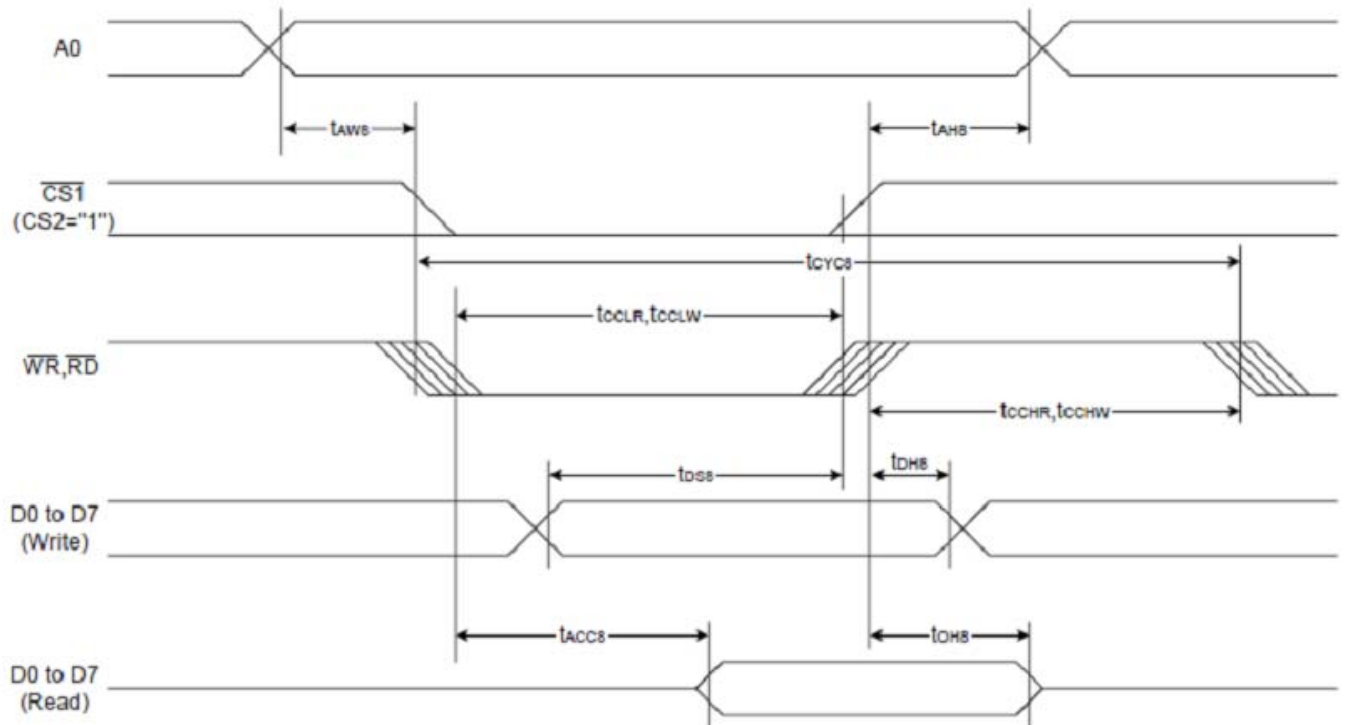 A0
tAW8
tAH8
CS1
(CS2="1")
tCYC8
tCCLR,tCCLW
WR,RD
tCCHR,tCCHW
tDS8
tDH8
D0 to D7
(Write)
tACC8
tOH8
D0 to D7
(Read)